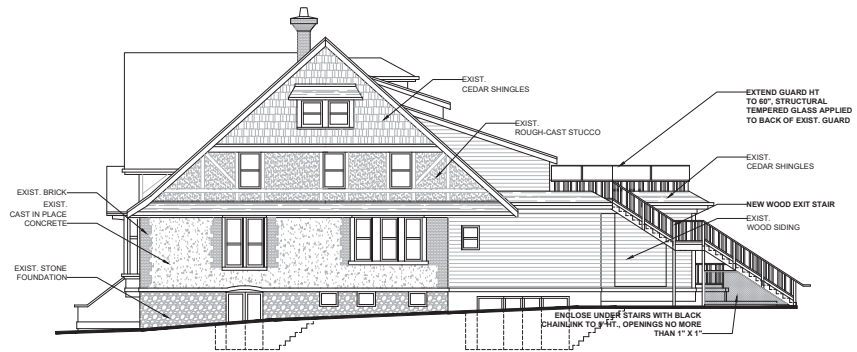 EXIST.
CEDAR SHINGLES
EXTEND GUARD HT
TO 60", STRUCTURAL
TEMPERED GLASS APPLIED
TO BACK OF EXIST. GUARD
EXIST.
ROUGH-CAST STUCCO
EXIST.
CEDAR SHINGLES
EXIST. BRICK
EXIST.
CAST IN PLACE
CONCRETE
NEW WOOD EXIT STAIR
EXIST.
WOOD SIDING
EXIST. STONE
FOUNDATION
ENCLOSE UNDER STAIRS WITH BLACK
CHAINLINK TO HT., OPENINGS NO MORE
THAN 1" X 1"